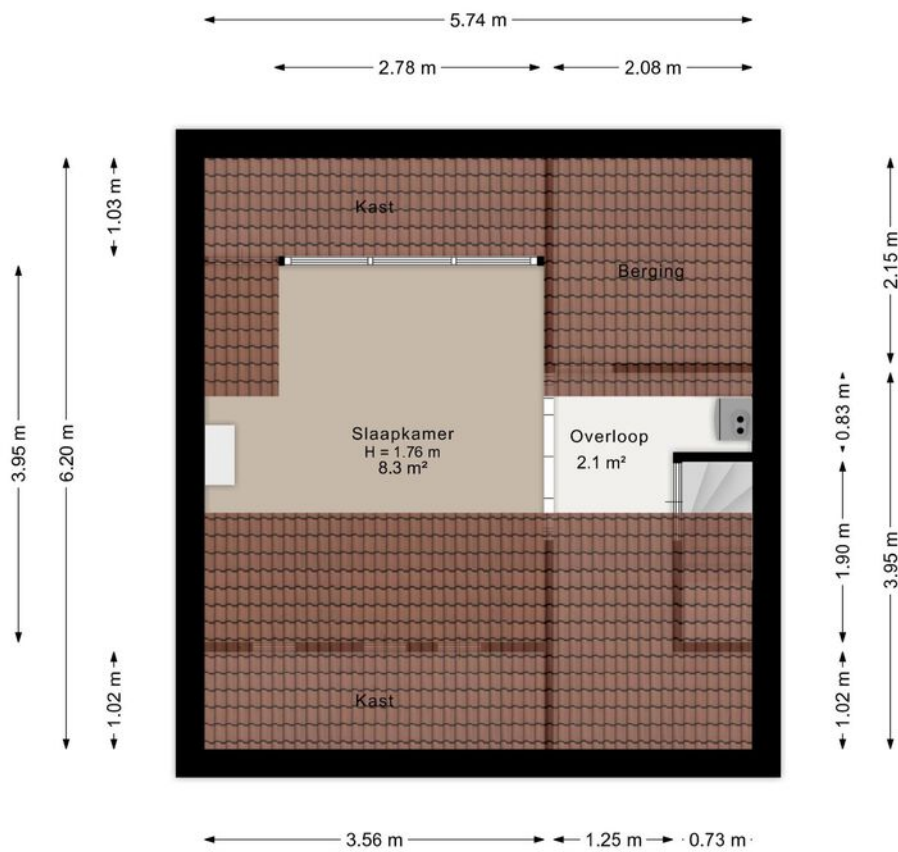 5.74 m
2.78 m
2.08 m
1.03 m
3.95 m
6.20 m
1.02 m
Kast
Berging
Slaapkamer
H = 1.76 m
8.3 m²
Overloop
2.1 m²
Kast
2.15 m
0.83 m
1.90 m
3.95 m
1.02 m
3.56 m
1.25 m
0.73 m